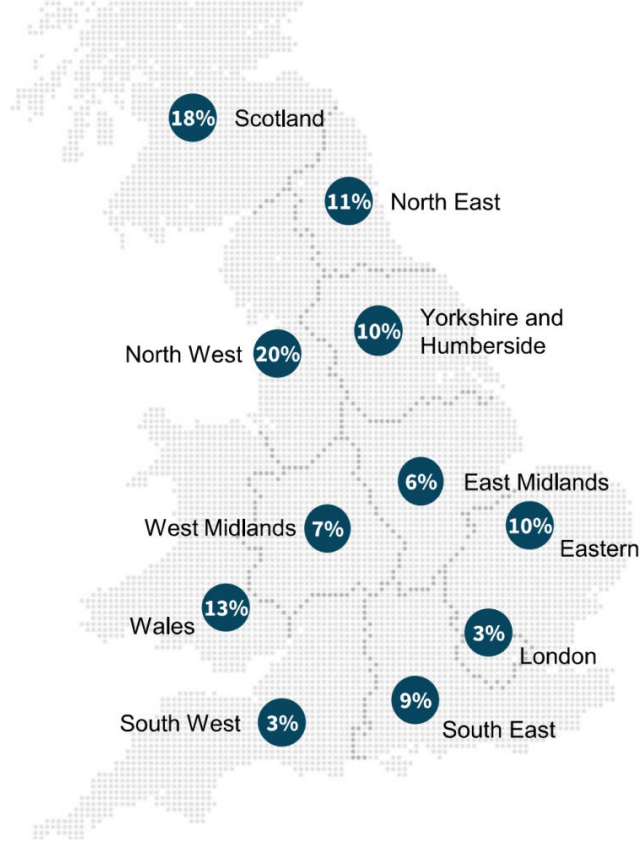 18% Scotland
11% North East
10% Yorkshire and
Humberside
North West 20%
6% East Midlands
West Midlands 7%
10%
Eastern
13%
Wales
3%
London
South West 3%
9%
South East